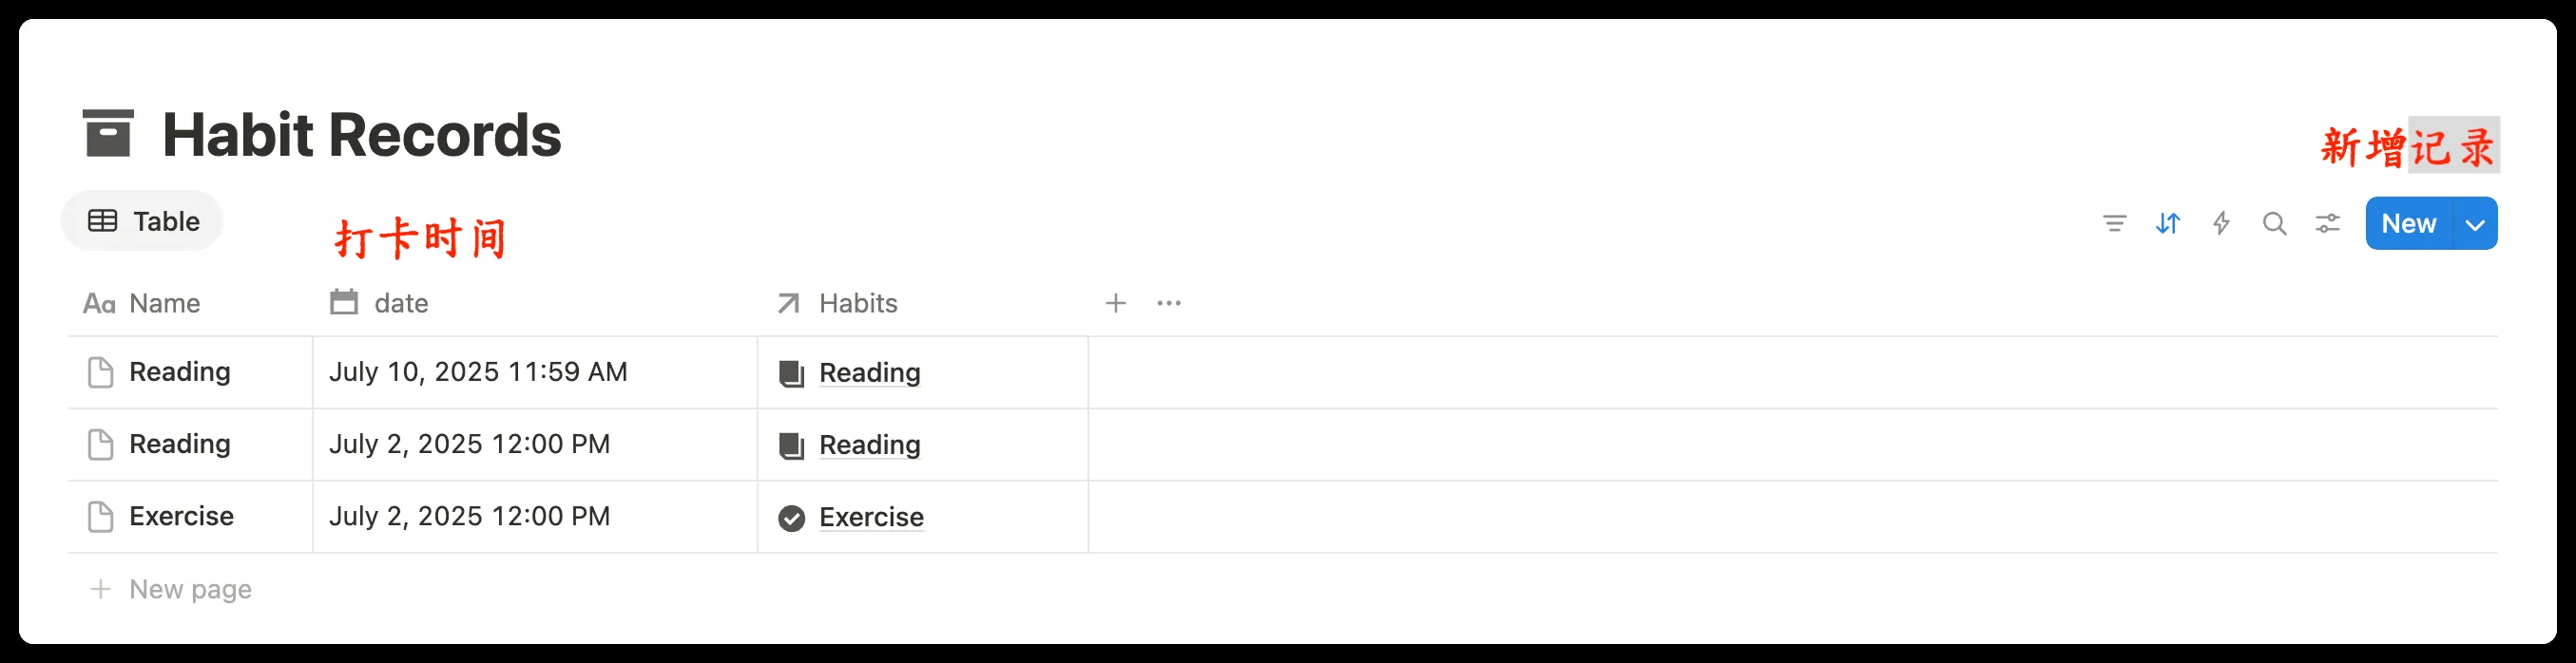 Habit Records
新增记录
Table
打卡时间
New
Aa Name date Habits
Reading July 10, 2025 11:59 AM Reading
Reading July 2, 2025 12:00 PM Reading
Exercise July 2, 2025 12:00 PM Exercise
New page